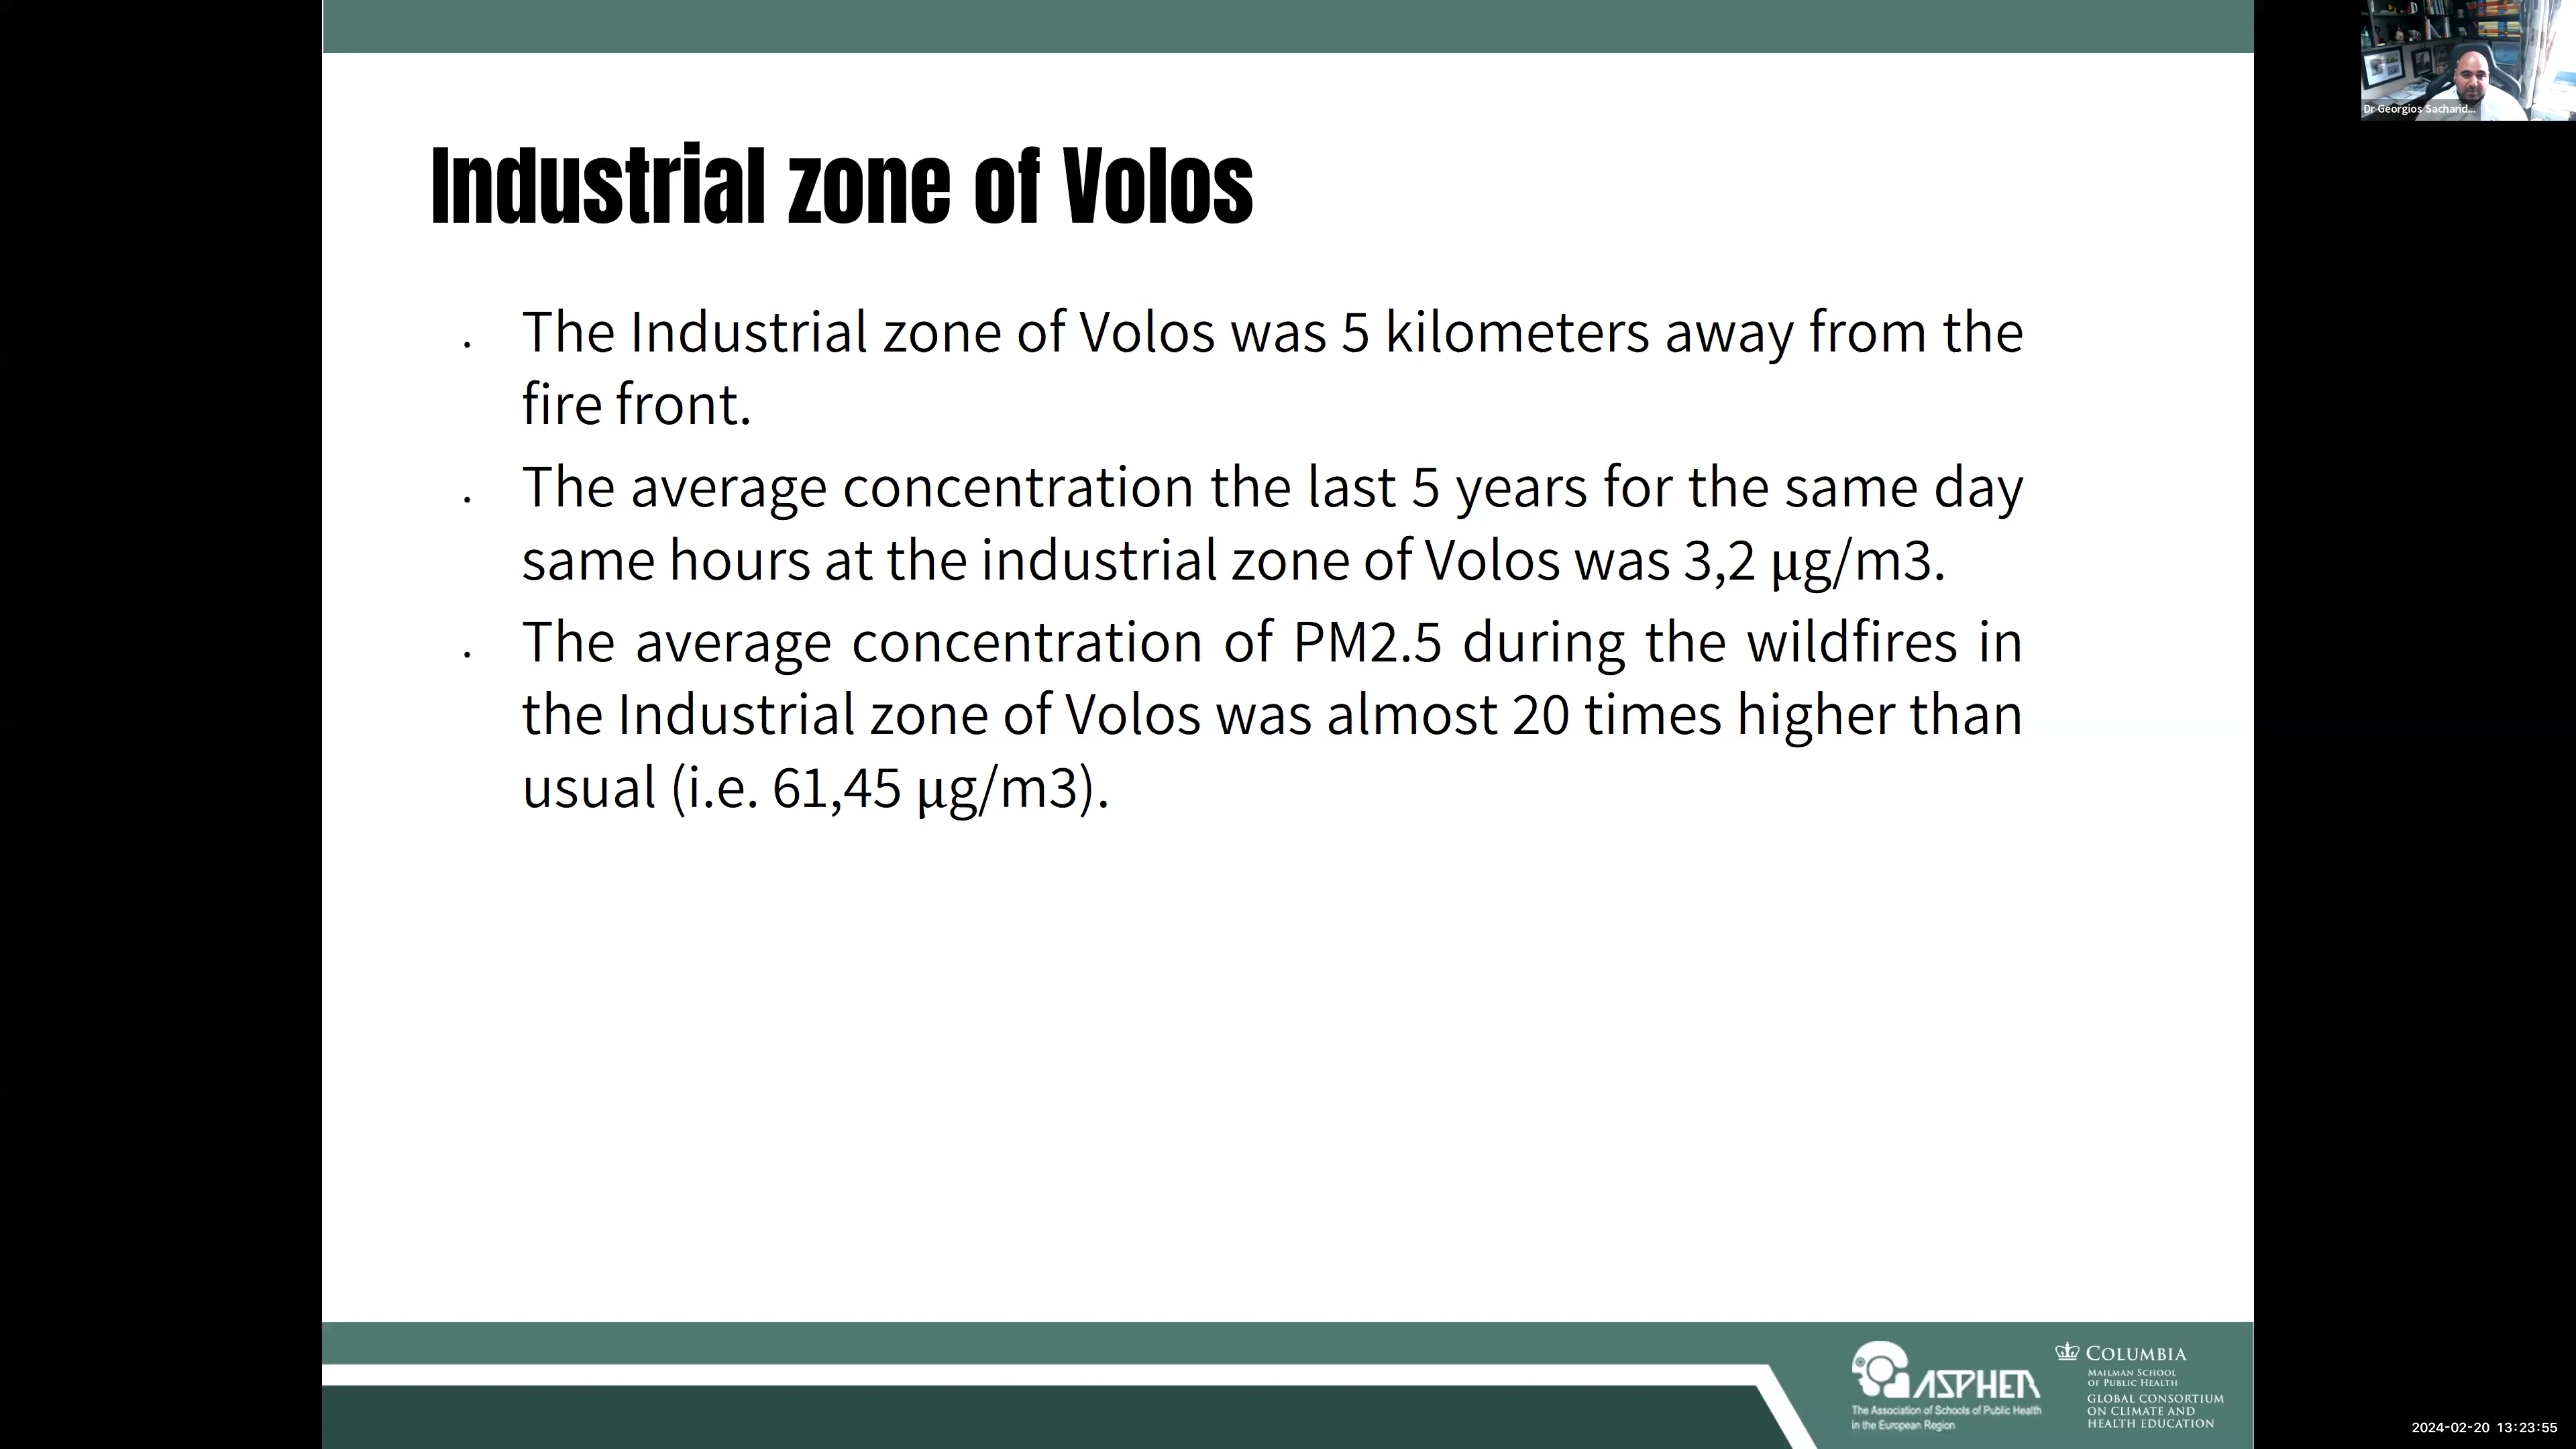 Dr Georgios Sacharid...
Industrial zone of Volos
. The Industrial zone of Volos was 5 kilometers away from the
fire front.
. The average concentration the last 5 years for the same day
same hours at the industrial zone of Volos was 3,2 μg/m3.
. The average concentration of PM2.5 during the wildfires in
the Industrial zone of Volos was almost 20 times higher than
usual (i.e. 61,45 μg/m3).
ASPHER
The Association of Schools of Public Health
in the European Region
COLUMBIA
MAILMAN SCHOOL
OF PUBLIC HEALTH
GLOBAL CONSORTIUM
ON CLIMATE AND
HEALTH EDUCATION
2024-02-20 13:23:55